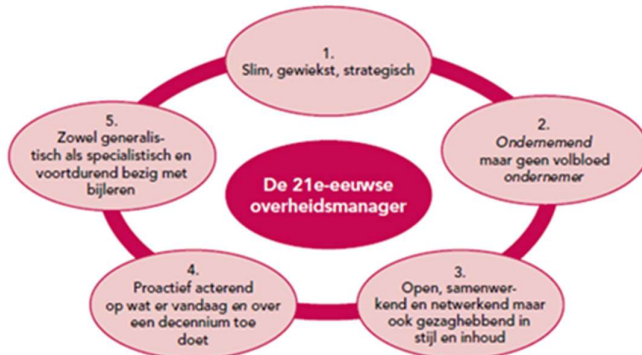 1.
Slim, gewiekst, strategisch
2.
Ondernemend
maar geen volbloed
ondernemer
3.
Open, samenwer-
kend en netwerkend maar
ook gezaghebbend in
stijl en inhoud
4.
Proactief acterend
op wat er vandaag en over
een decennium toe
doet
5.
Zowel generalis-
tisch als specialistisch en
voortdurend bezig met
bijleren
De 21e-eeuwse
overheidsmanager